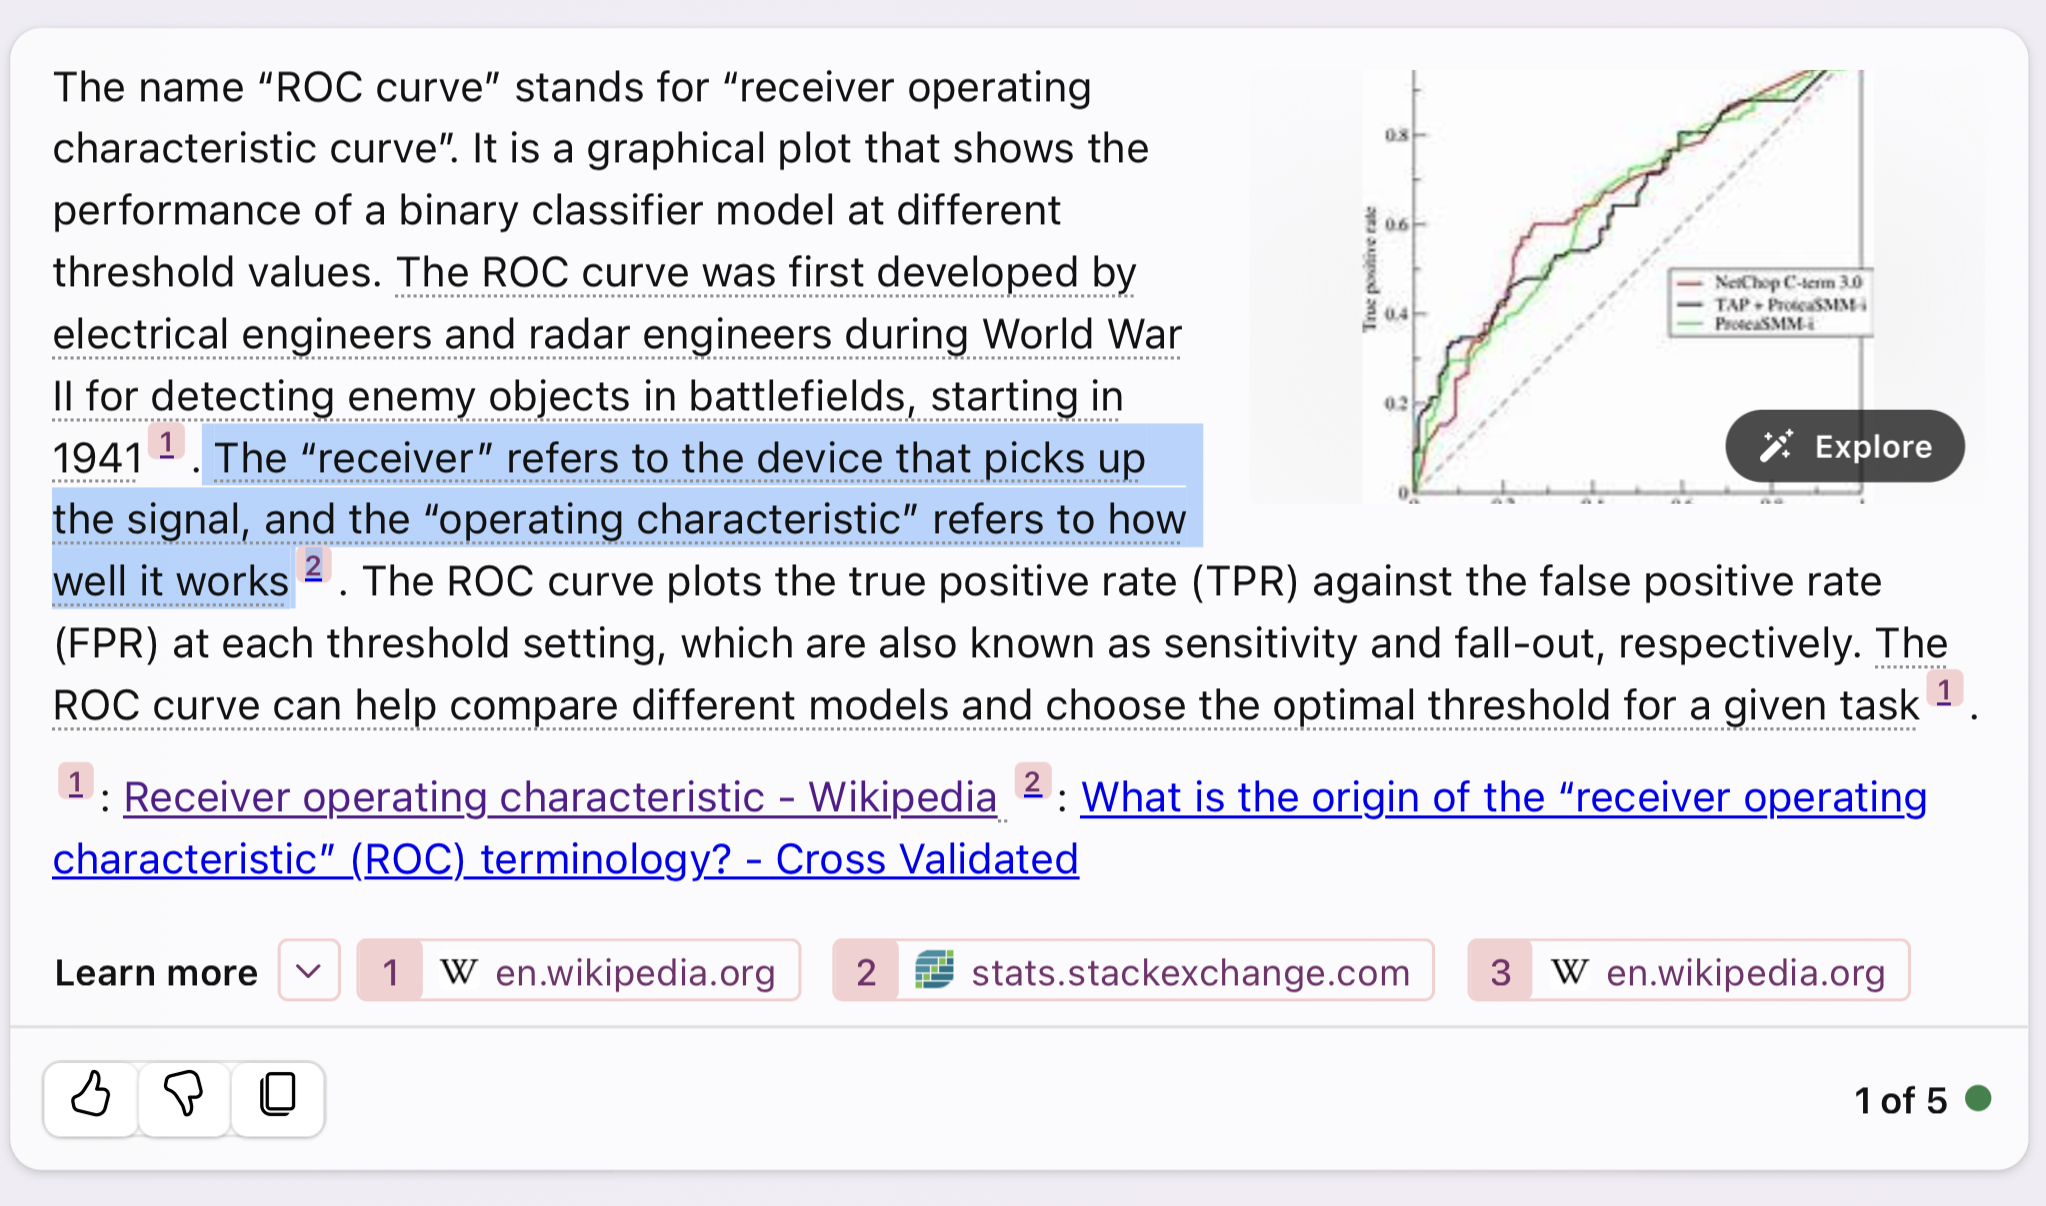 The name “ROC curve” stands for “receiver operating
characteristic curve”. It is a graphical plot that shows the
performance of a binary classifier model at different
threshold values. The ROC curve was first developed by
electrical engineers and radar engineers during World War
II for detecting enemy objects in battlefields, starting in
1941 1 . The “receiver” refers to the device that picks up
the signal, and the “operating characteristic” refers to how
well it works 2 . The ROC curve plots the true positive rate (TPR) against the false positive rate
(FPR) at each threshold setting, which are also known as sensitivity and fall-out, respectively. The
ROC curve can help compare different models and choose the optimal threshold for a given task 1 .
True positive rate
0.8
0.6
0.4
0.2
0
NetChop C-term 3.0
TAP + ProteaSMM-i
ProteaSMM-i
Explore
1 : Receiver operating characteristic - Wikipedia 2 : What is the origin of the “receiver operating
characteristic” (ROC) terminology? - Cross Validated
Learn more 1 W en.wikipedia.org 2 stats.stackexchange.com 3 W en.wikipedia.org
1 of 5